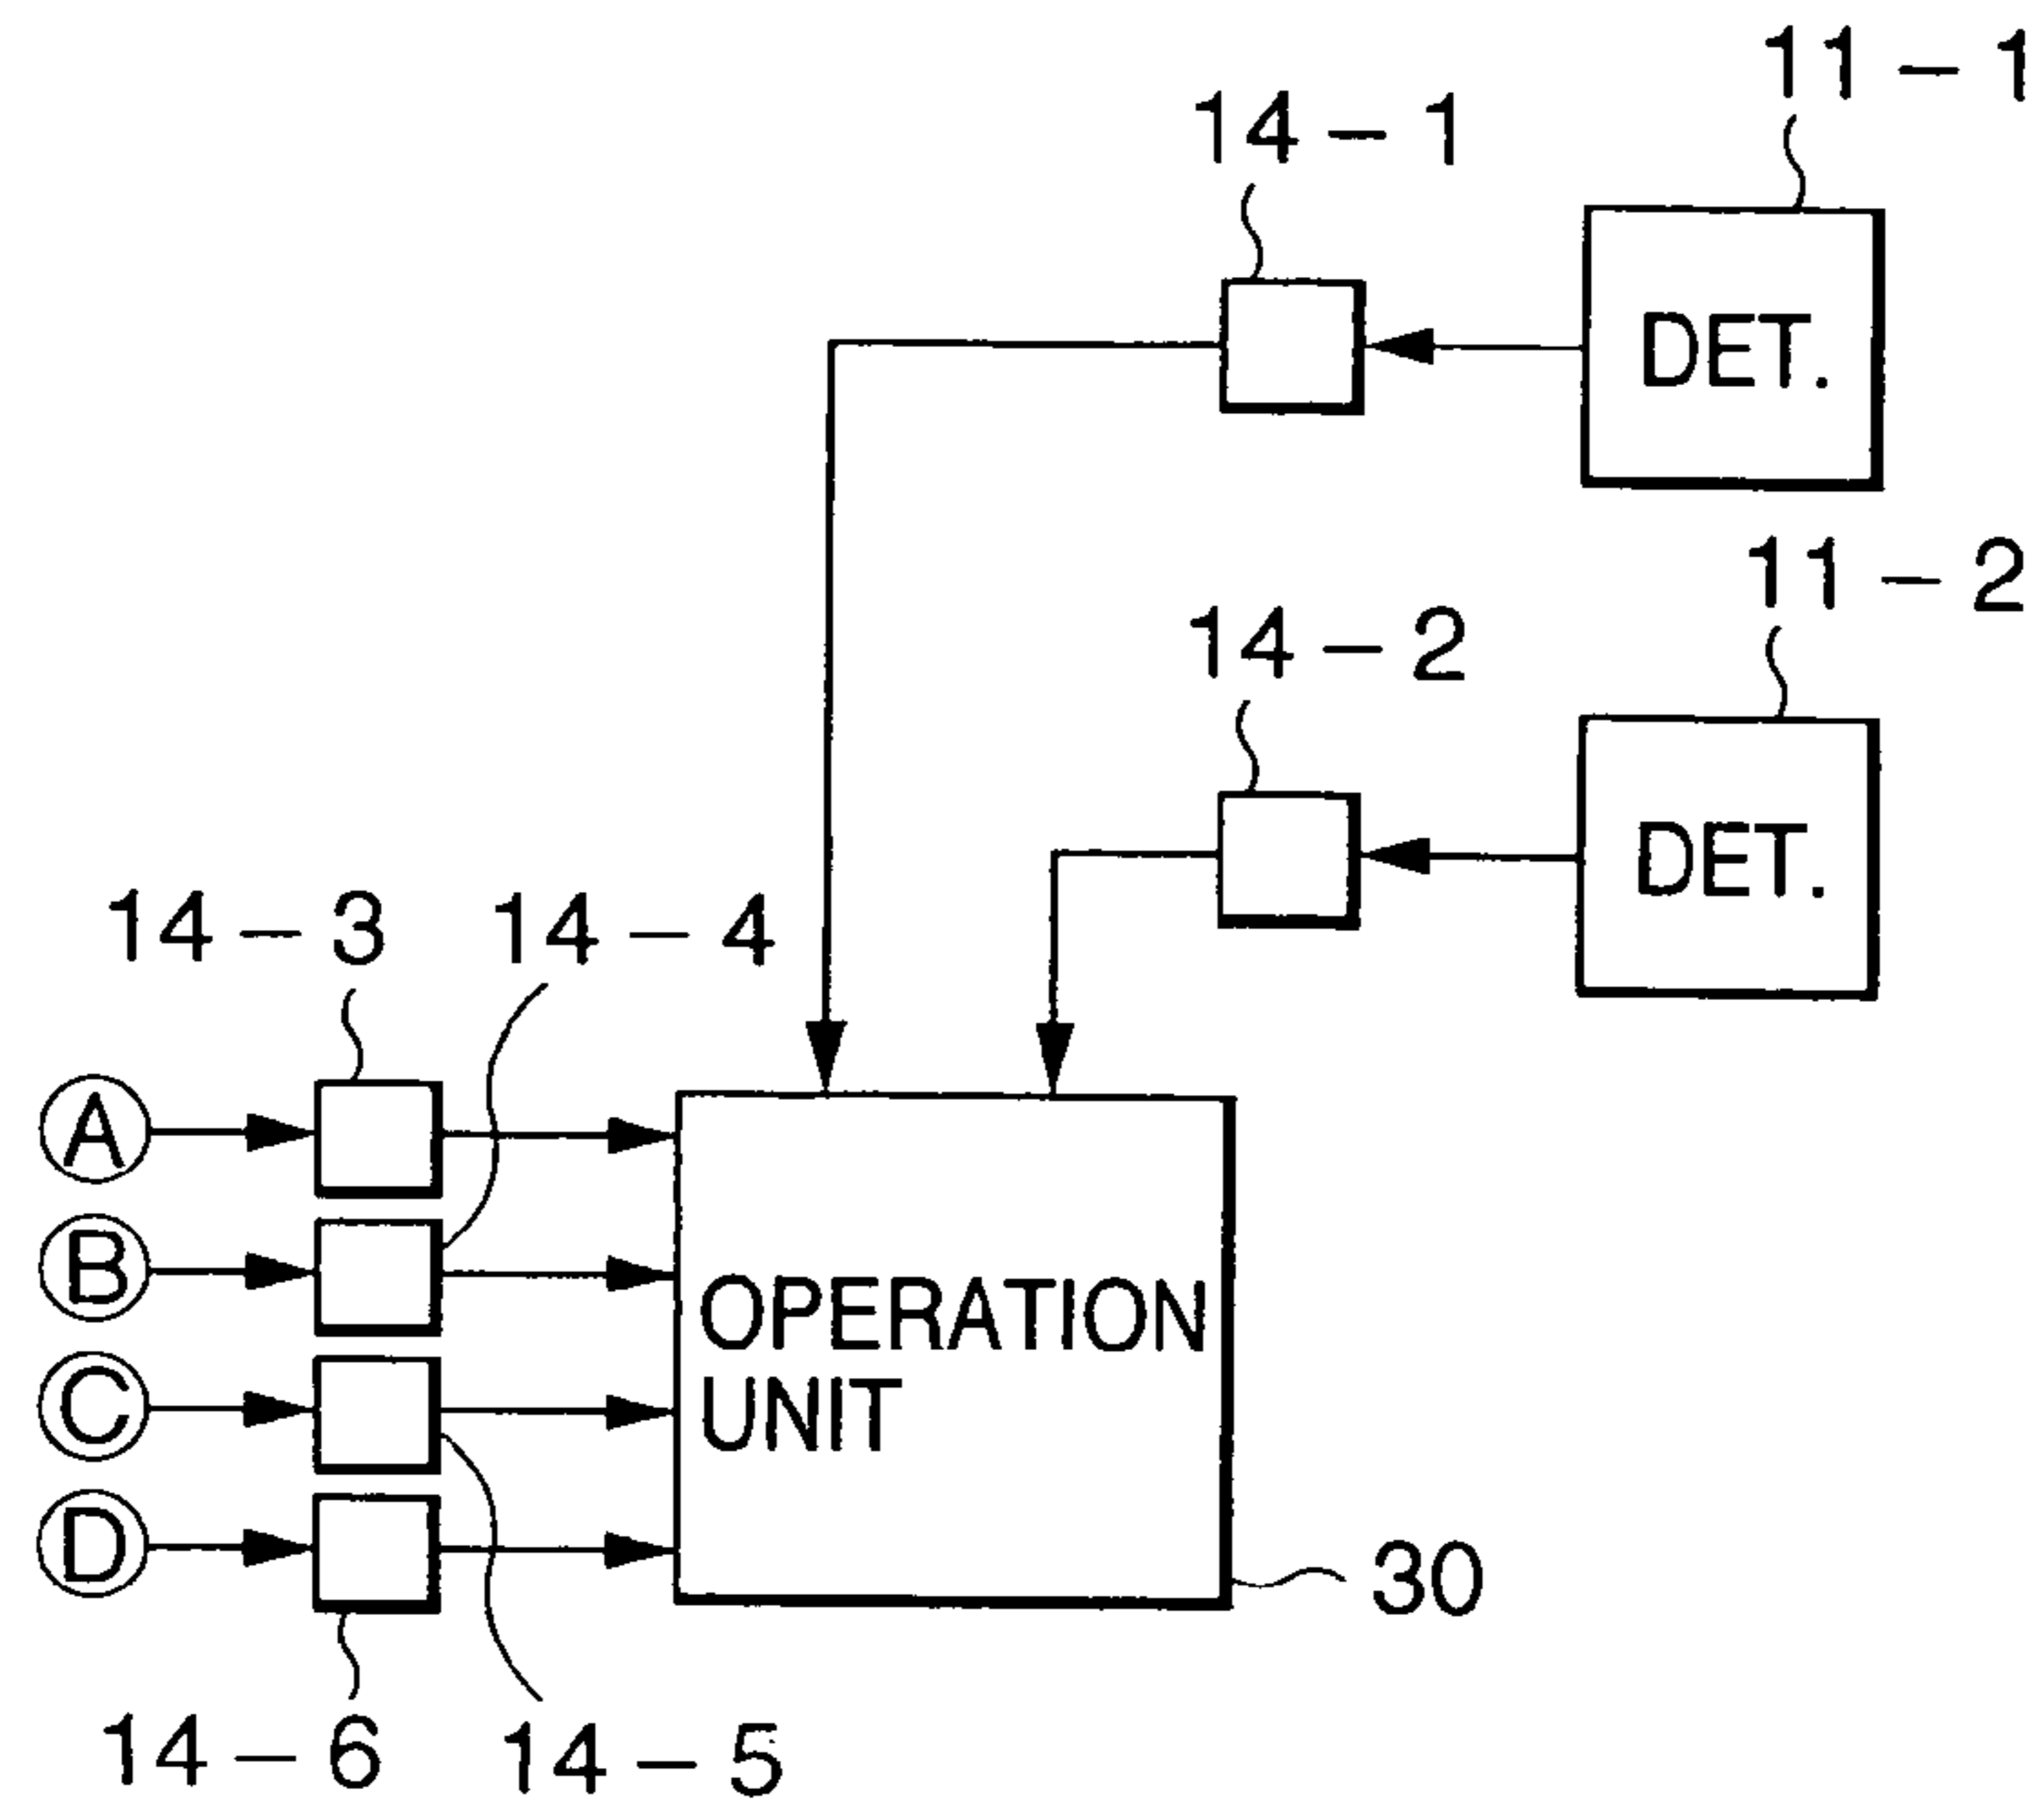 11-1
14-1
DET.
11-2
14-2
DET.
14-3
14-4
A
B
C
D
OPERATION
UNIT
30
14-6
14-5